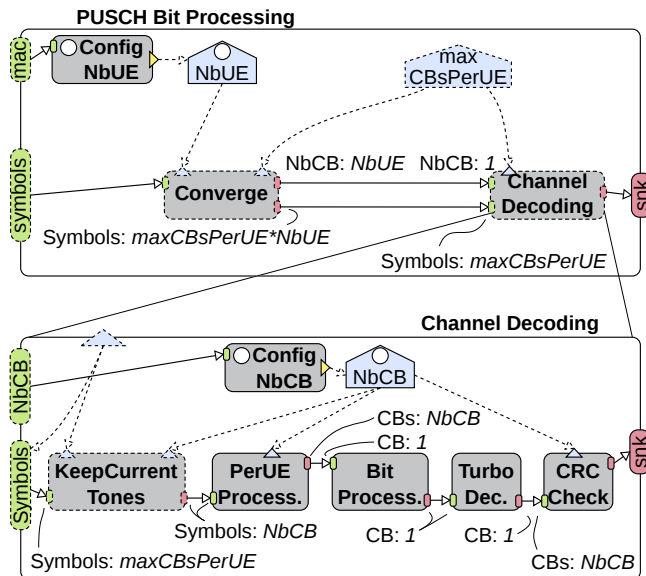 PUSCH Bit Processing
mac
Config
NbUE
NbUE
max
CBsPerUE
symbols
NbCB: NbUE
NbCB: 1
Converge
Channel
Decoding
snk
Symbols: maxCBsPerUE*NbUE
Symbols: maxCBsPerUE
Channel Decoding
NbCB
Config
NbCB
NbCB
CBs: NbCB
CB: 1
Symbols
KeepCurrent
Tones
PerUE
Process.
Bit
Process.
Turbo
Dec.
CRC
Check
snk
Symbols: NbCB
CB: 1
CB: 1
Symbols: maxCBsPerUE
CBs: NbCB